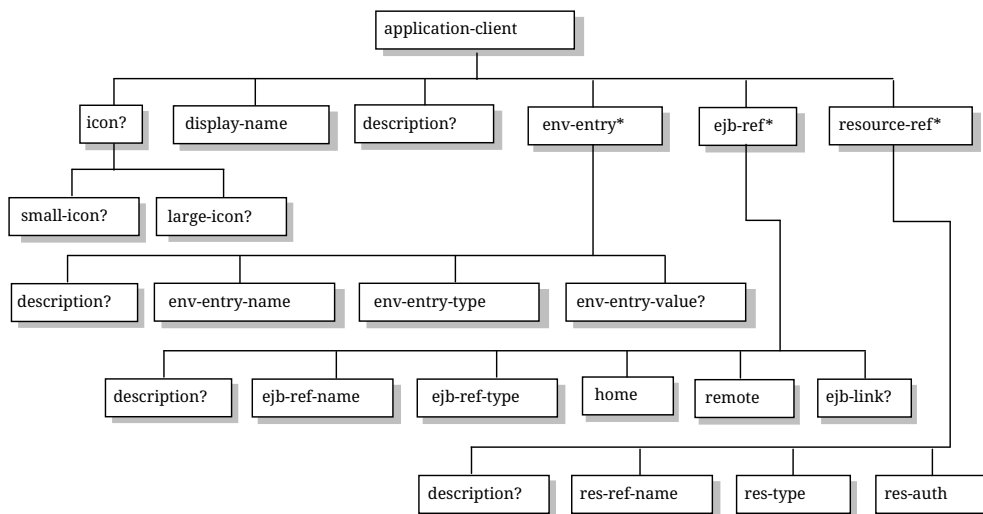 application-client
icon?
display-name
description?
env-entry*
ejb-ref*
resource-ref*
small-icon?
large-icon?
description?
env-entry-name
env-entry-type
env-entry-value?
description?
ejb-ref-name
ejb-ref-type
home
remote
ejb-link?
description?
res-ref-name
res-type
res-auth